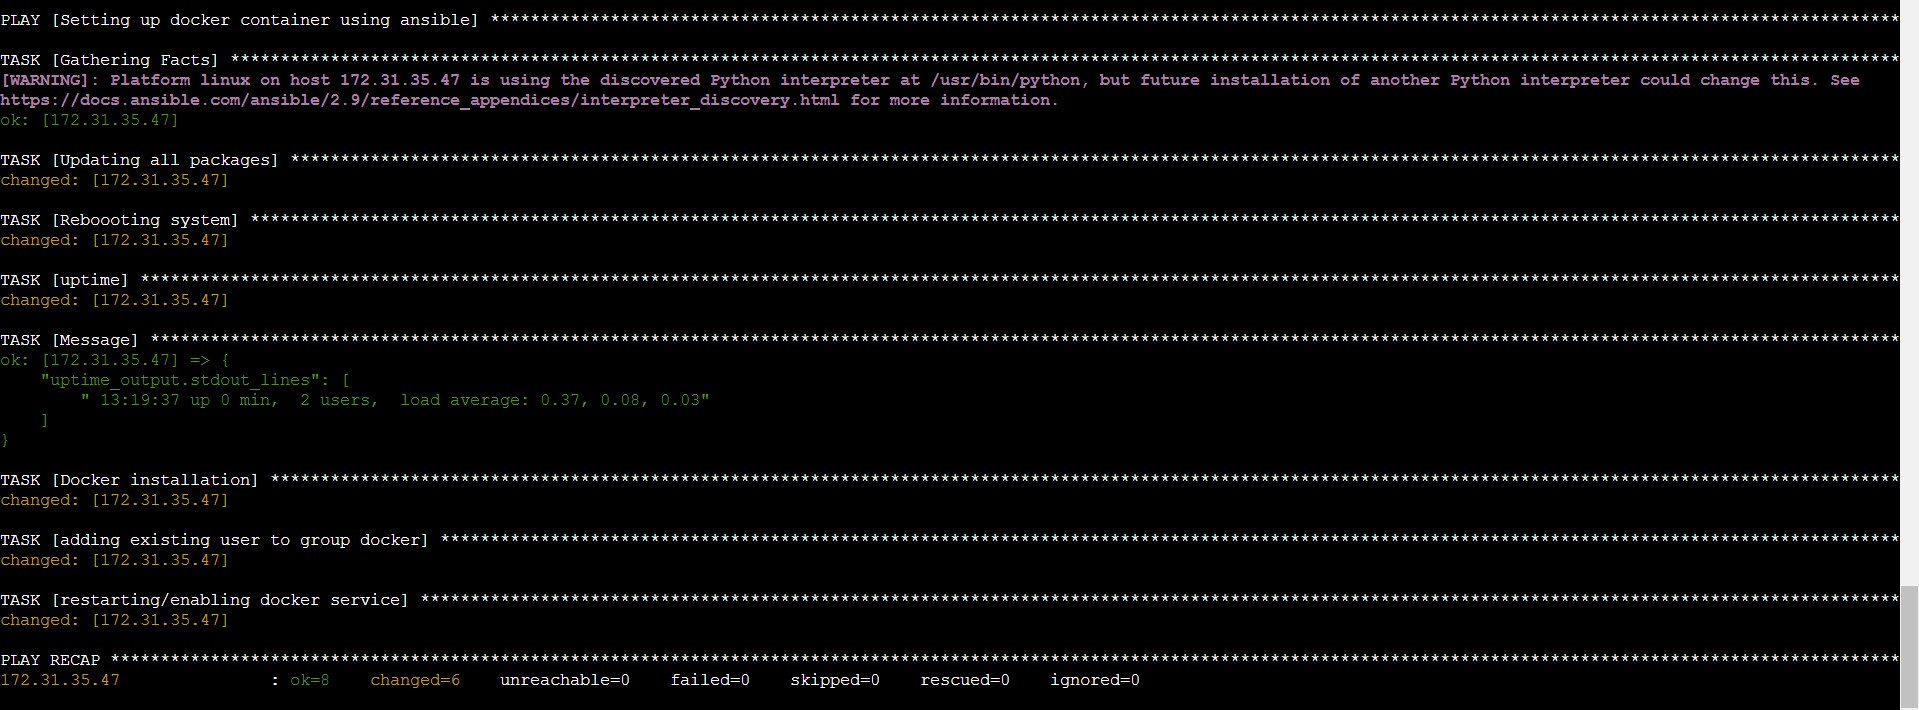 PLAY [Setting up docker container using ansible] *********************************************************************************************************************************************
TASK [Gathering Facts] ***********************************************************************************************************************************************************************
[WARNING]: Platform linux on host 172.31.35.47 is using the discovered Python interpreter at /usr/bin/python, but future installation of another Python interpreter could change this. See
https://docs.ansible.com/ansible/2.9/reference_appendices/interpreter_discovery.html for more information.
ok: [172.31.35.47]
TASK [Updating all packages] *****************************************************************************************************************************************************************
changed: [172.31.35.47]
TASK [Reboooting system] *********************************************************************************************************************************************************************
changed: [172.31.35.47]
TASK [uptime] ********************************************************************************************************************************************************************************
changed: [172.31.35.47]
TASK [Message] *******************************************************************************************************************************************************************************
ok: [172.31.35.47] => {
    "uptime_output.stdout_lines": [
        " 13:19:37 up 0 min,  2 users,  load average: 0.37, 0.08, 0.03"
    ]
}
TASK [Docker installation] *******************************************************************************************************************************************************************
changed: [172.31.35.47]
TASK [adding existing user to group docker] **************************************************************************************************************************************************
changed: [172.31.35.47]
TASK [restarting/enabling docker service] ****************************************************************************************************************************************************
changed: [172.31.35.47]
PLAY RECAP ***********************************************************************************************************************************************************************************
172.31.35.47               : ok=8    changed=6    unreachable=0    failed=0    skipped=0    rescued=0    ignored=0